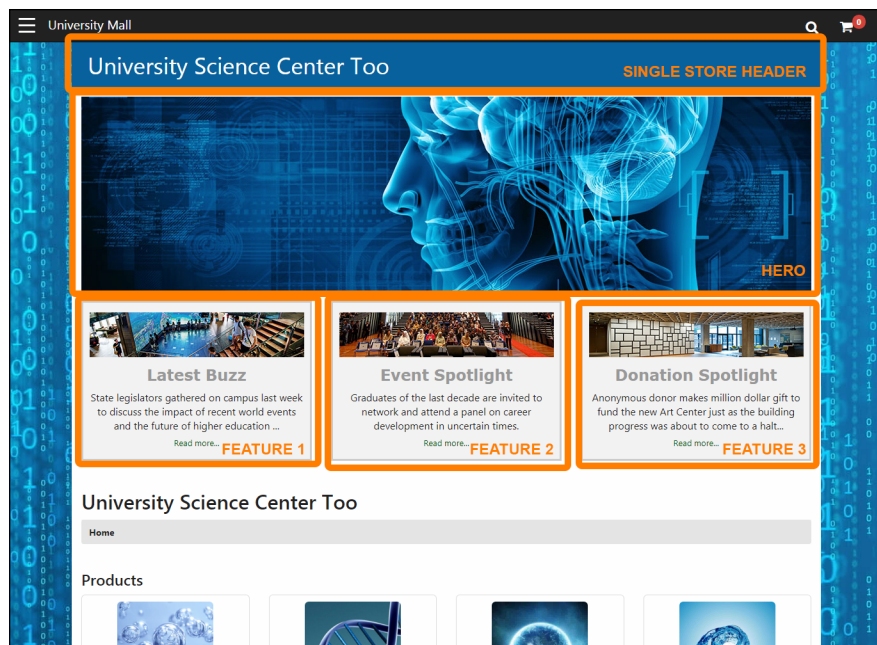 University Mall
0
University Science Center Too
SINGLE STORE HEADER
HERO
Latest Buzz
State legislators gathered on campus last week
to discuss the impact of recent world events
and the future of higher education ...
Read more...
FEATURE 1
Event Spotlight
Graduates of the last decade are invited to
network and attend a panel on career
development in uncertain times.
Read more...
FEATURE 2
Donation Spotlight
Anonymous donor makes million dollar gift to
fund the new Art Center just as the building
progress was about to come to a halt...
Read more...
FEATURE 3
University Science Center Too
Home
Products